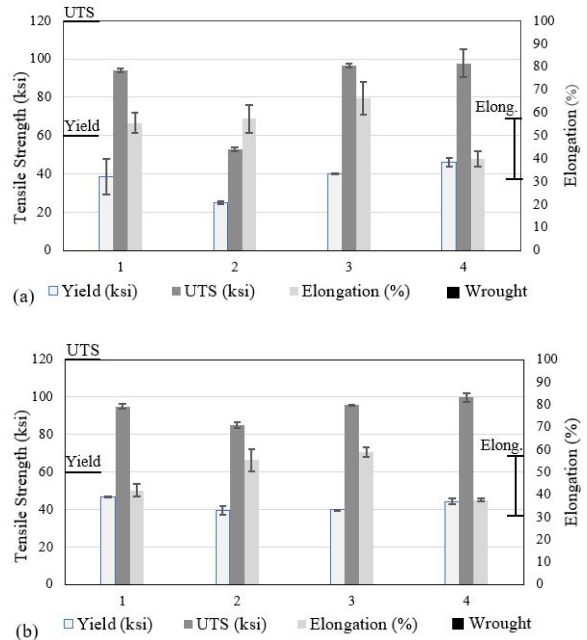 UTS
120
100
80
60
40
20
0
Tensile Strength (ksi)
Yield
Elong.
100
90
80
70
60
50
40
30
20
10
0
Elongation (%)
1 2 3 4
(a) Yield (ksi) UTS (ksi) Elongation (%) Wrought
UTS
120
100
80
60
40
20
0
Tensile Strength (ksi)
Yield
Elong.
100
90
80
70
60
50
40
30
20
10
0
Elongation (%)
1 2 3 4
(b) Yield (ksi) UTS (ksi) Elongation (%) Wrought